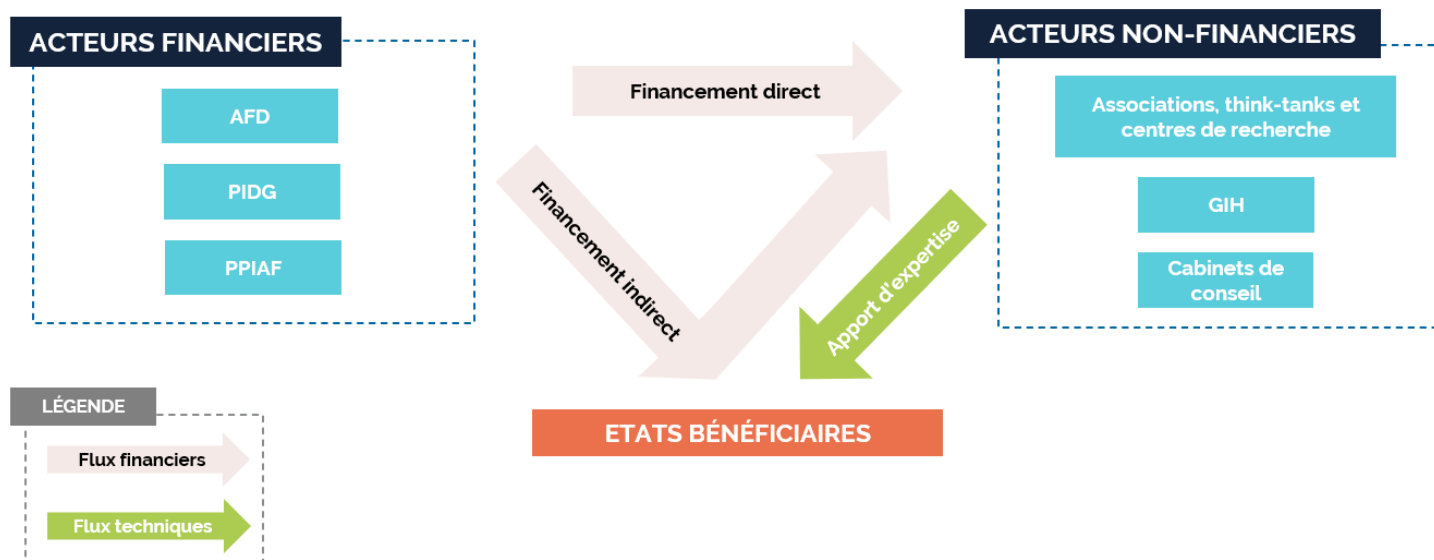 ACTEURS FINANCIERS
AFD
PIDG
PPIAF
Financement direct
Financement indirect
Apport d'expertise
ACTEURS NON-FINANCIERS
Associations, think-tanks et
centres de recherche
GIH
Cabinets de
conseil
ETATS BÉNÉFICIAIRES
LÉGENDE
Flux financiers
Flux techniques